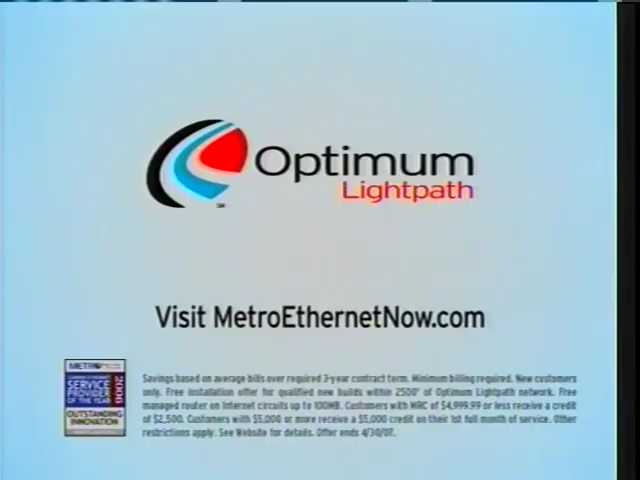 Optimum
Lightpath
SM
Visit MetroEthernetNow.com
METRO
SERVICE
PROVIDER
OF THE YEAR
2006
OUTSTANDING
INNOVATION
Savings based on average bills over required 3-year contract term. Minimum billing required. New customers
only. Free installation offer for qualified new builds within 2500' of Optimum Lightpath network. Free
managed router on Internet circuits up to 100MB. Customers with MRC of $4,999.99 or less receive a credit
of $2,500. Customers with $5,000 or more receive a $5,000 credit on their 1st full month of service. Other
restrictions apply. See Website for details. Offer ends 4/30/07.